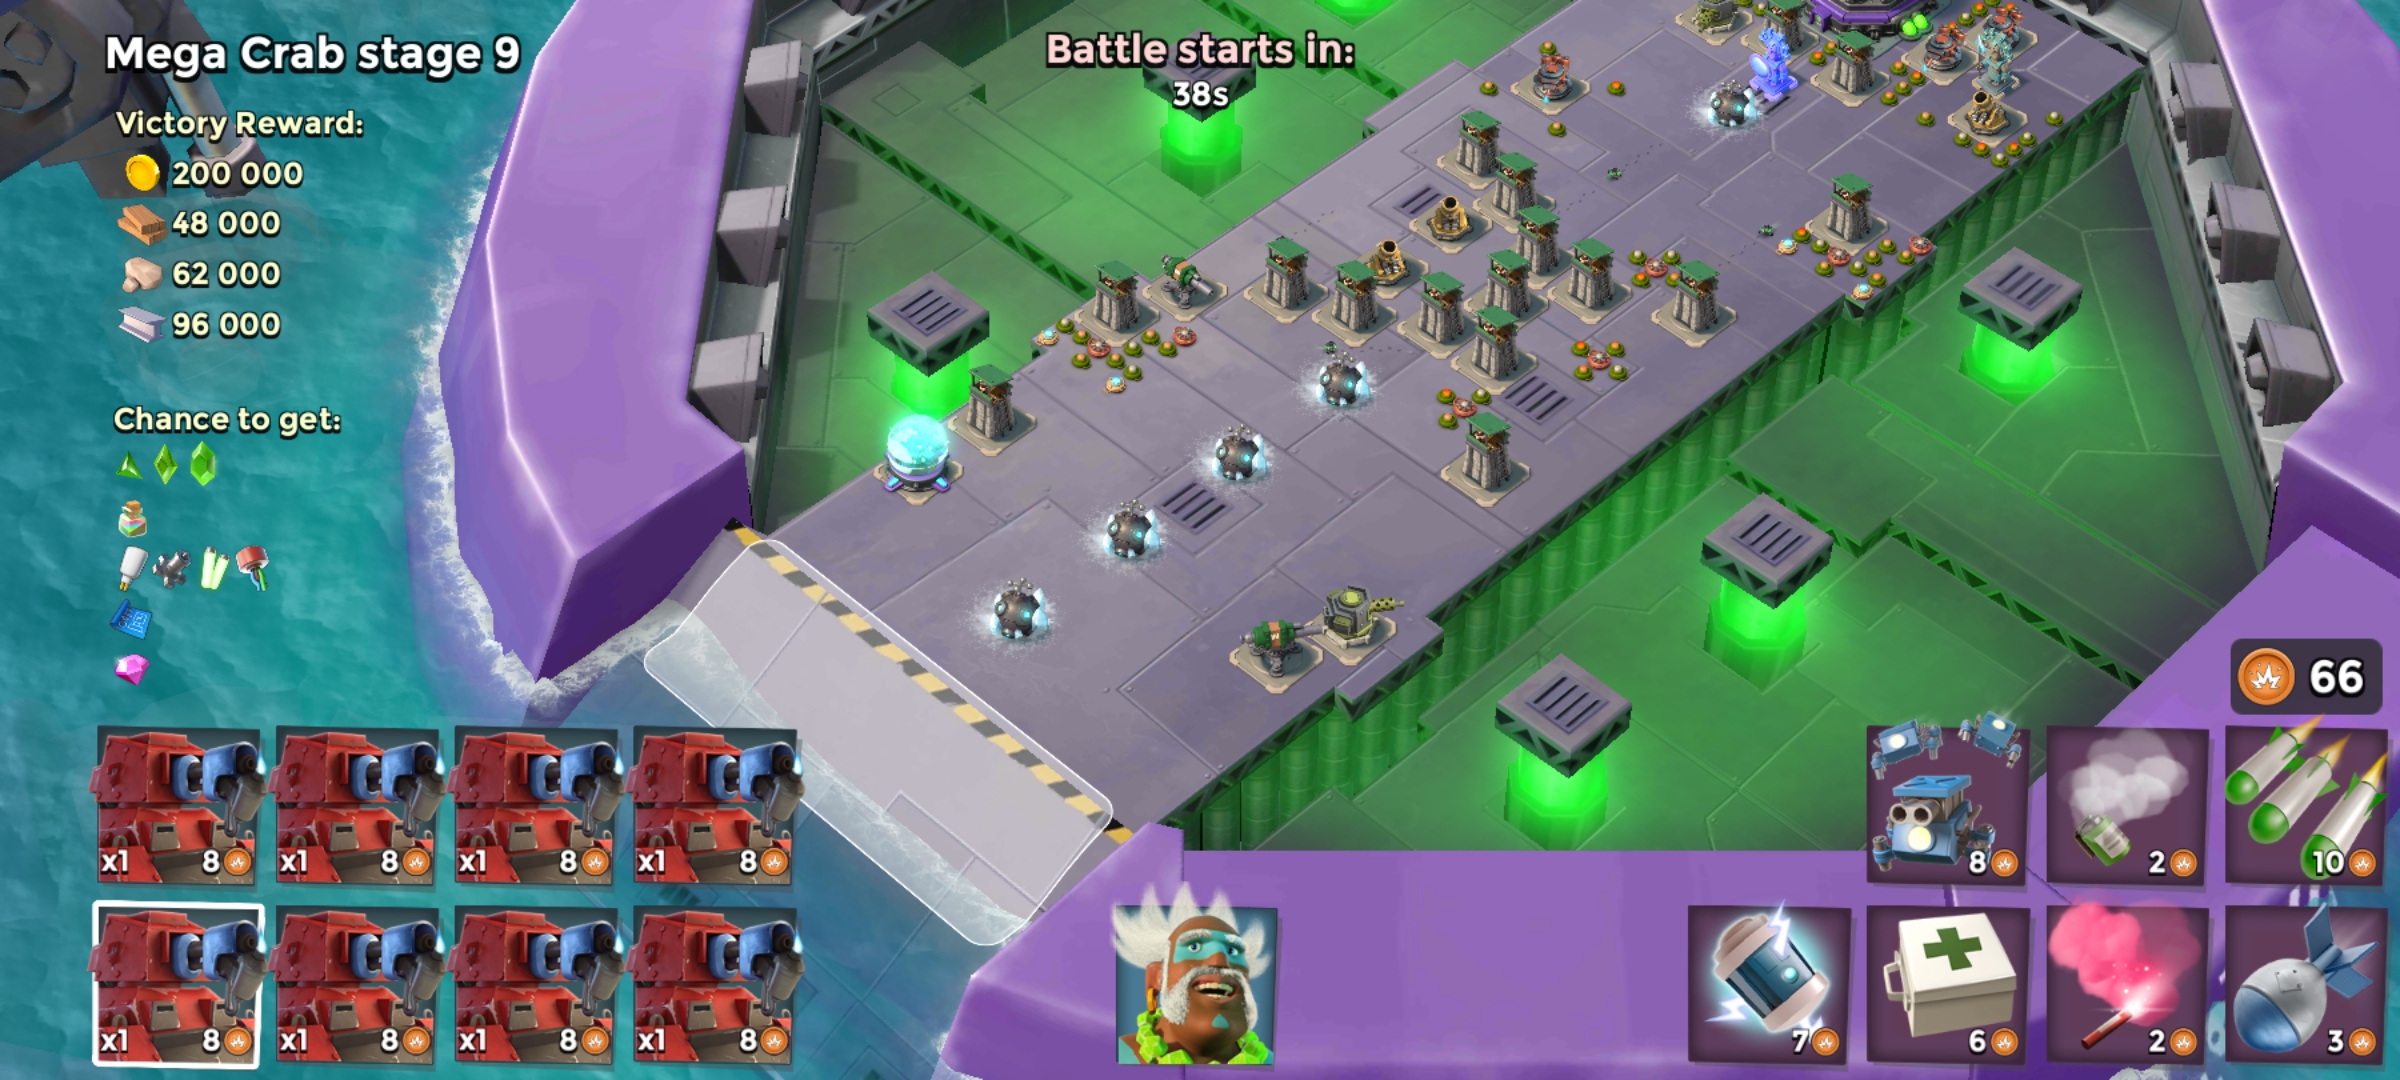 Mega Crab stage 9
Battle starts in:
38s
Victory Reward:
200 000
48 000
62 000
96 000
Chance to get:
66
8
2
10
x1 8
x1 8
x1 8
x1 8
x1 8
x1 8
x1 8
x1 8
7
6
2
3